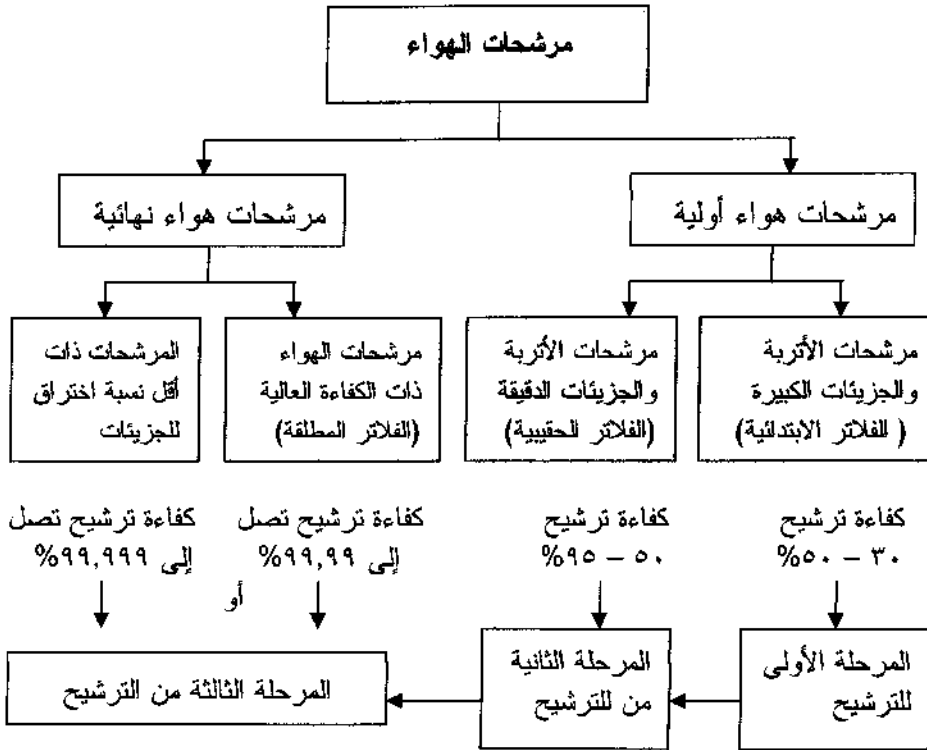 مرشحات الهواء
مرشحات هواء أولية
مرشحات هواء نهائية
مرشحات الأتربة
والجزيئات الكبيرة
(الفلاتر الابتدائية)
مرشحات الأتربة
والجزيئات الدقيقة
(الفلاتر الحقيبية)
مرشحات الهواء
ذات الكفاءة العالية
(الفلاتر المطلقة)
المرشحات ذات
أقل نسبة اختراق
للجزيئات
كفاءة ترشيح
٣٠ – ٥٠%
كفاءة ترشيح
٥٠ – ٩٥%
كفاءة ترشيح تصل
إلى ٩٩,٩٩%
أو
كفاءة ترشيح تصل
إلى ٩٩,٩٩٩%
المرحلة الأولى
للترشيح
المرحلة الثانية
من للترشيح
المرحلة الثالثة من الترشيح